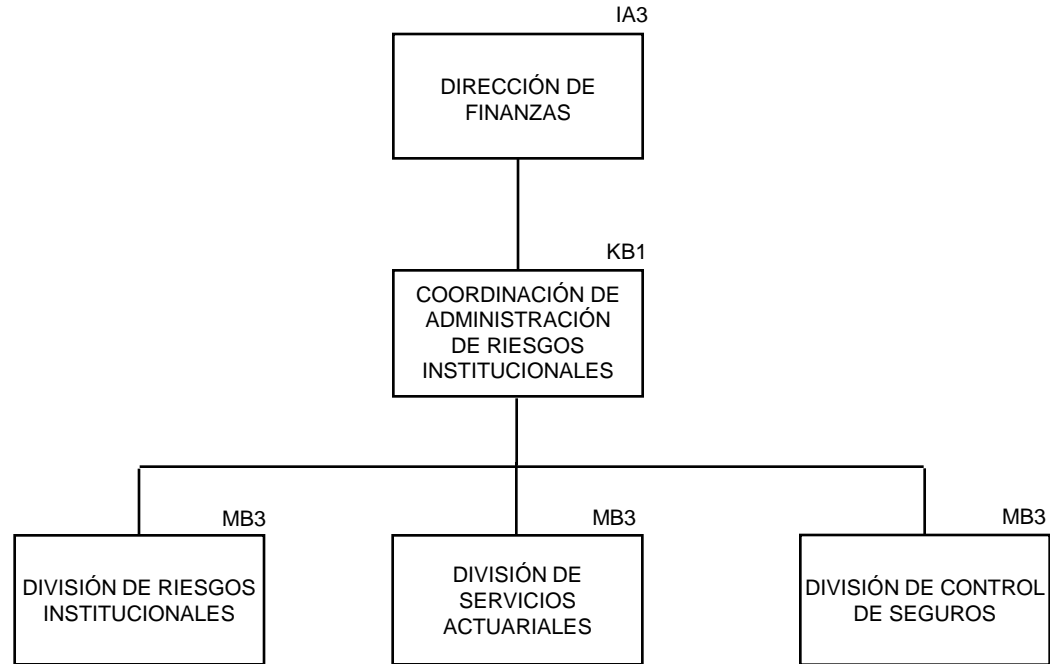 IA3
DIRECCIÓN DE
FINANZAS
KB1
COORDINACIÓN DE
ADMINISTRACIÓN
DE RIESGOS
INSTITUCIONALES
MB3
DIVISIÓN DE RIESGOS
INSTITUCIONALES
MB3
DIVISIÓN DE
SERVICIOS
ACTUARIALES
MB3
DIVISIÓN DE CONTROL
DE SEGUROS